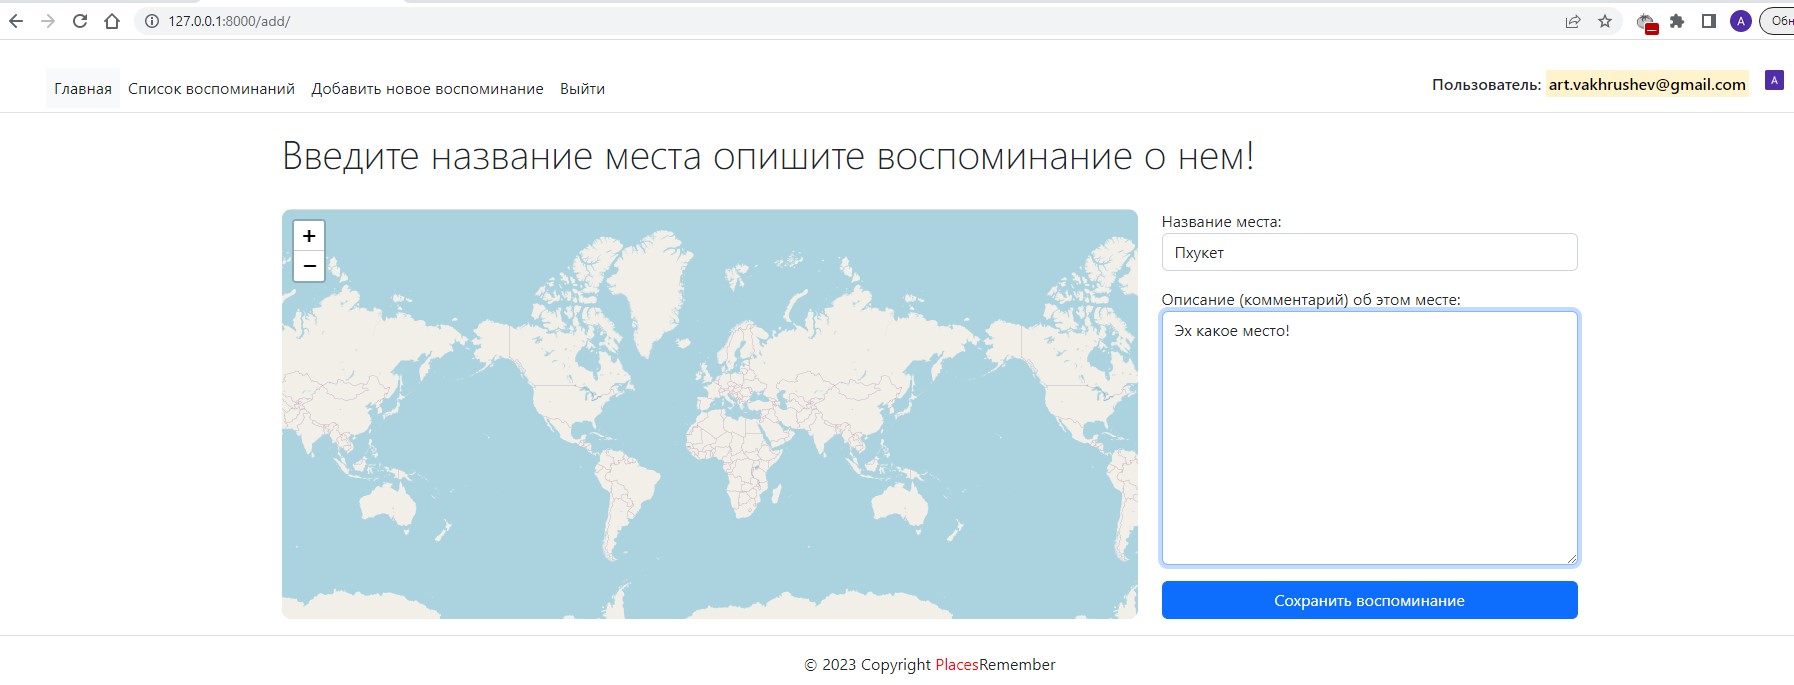 127.0.0.1:8000/add/
A
Обн
Главная Список воспоминаний Добавить новое воспоминание Выйти
Пользователь: art.vakhrushev@gmail.com A
Введите название места опишите воспоминание о нем!
+
−
Название места:
Пхукет
Описание (комментарий) об этом месте:
Эх какое место!
Сохранить воспоминание
© 2023 Copyright PlacesRemember